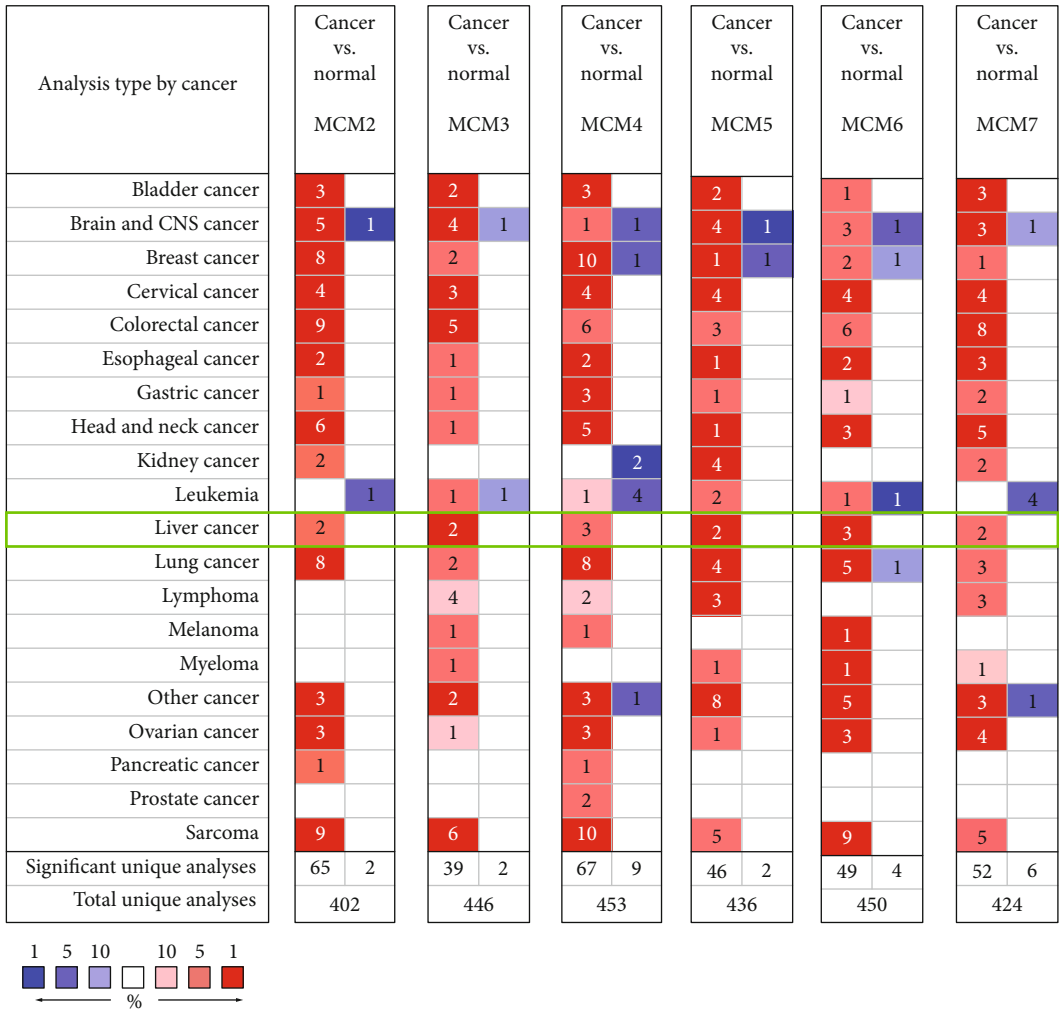 Analysis type by cancer
Cancer vs. normal MCM2
Cancer vs. normal MCM3
Cancer vs. normal MCM4
Cancer vs. normal MCM5
Cancer vs. normal MCM6
Cancer vs. normal MCM7
Bladder cancer 3 2 3 2 1 3
Brain and CNS cancer 5 1 4 1 1 1 4 1 3 1 3 1
Breast cancer 8 2 10 1 1 1 2 1 1
Cervical cancer 4 3 4 4 4 4
Colorectal cancer 9 5 6 3 6 8
Esophageal cancer 2 1 2 1 2 3
Gastric cancer 1 1 3 1 1 2
Head and neck cancer 6 1 5 1 3 5
Kidney cancer 2 2 4 2
Leukemia 1 1 1 1 4 2 1 1 4
Liver cancer 2 2 3 2 3 2
Lung cancer 8 2 8 4 5 1 3
Lymphoma 4 2 3 3
Melanoma 1 1 1
Myeloma 1 1 1 1
Other cancer 3 2 3 1 8 5 3 1
Ovarian cancer 3 1 3 1 3 4
Pancreatic cancer 1 1
Prostate cancer 2
Sarcoma 9 6 10 5 9 5
Significant unique analyses 65 2 39 2 67 9 46 2 49 4 52 6
Total unique analyses 402 446 453 436 450 424
1 5 10 10 5 1
%